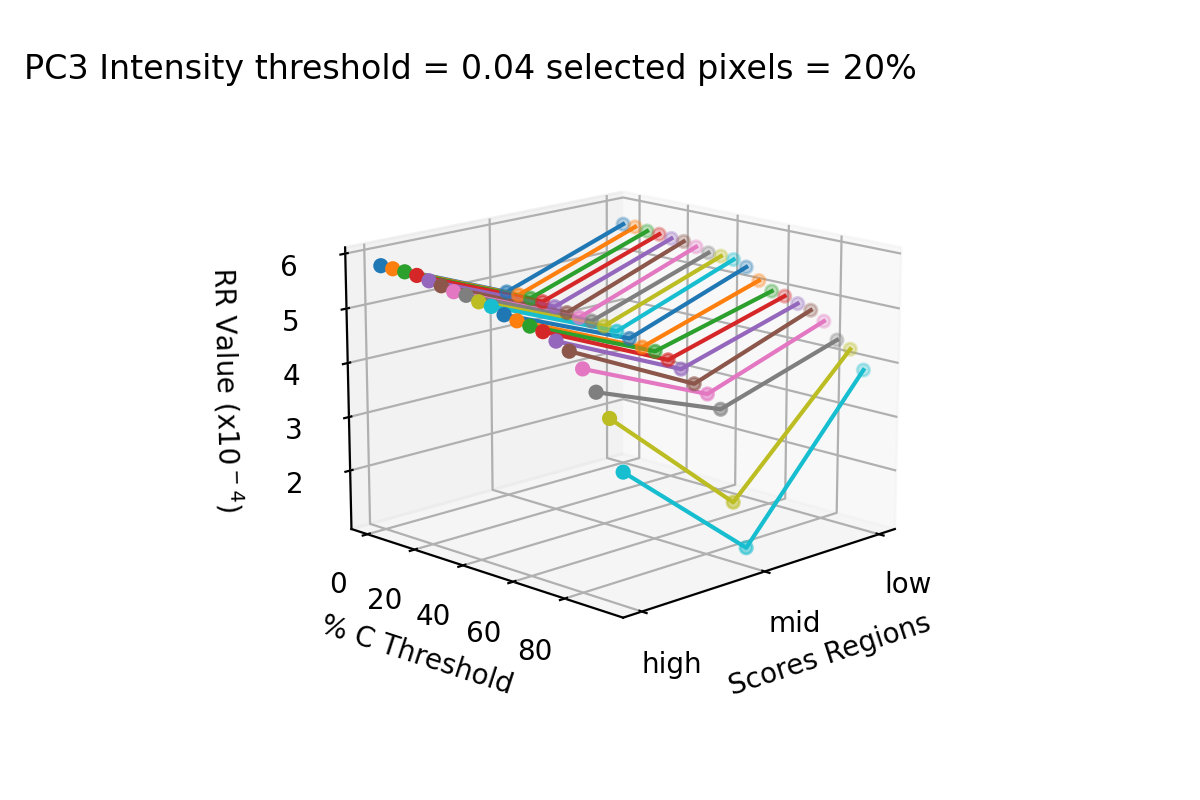 PC3 Intensity threshold = 0.04 selected pixels = 20%
6
5
4
3
2
RR Value (x10⁻⁴)
0
20
40
60
80
% C Threshold
high
mid
low
Scores Regions